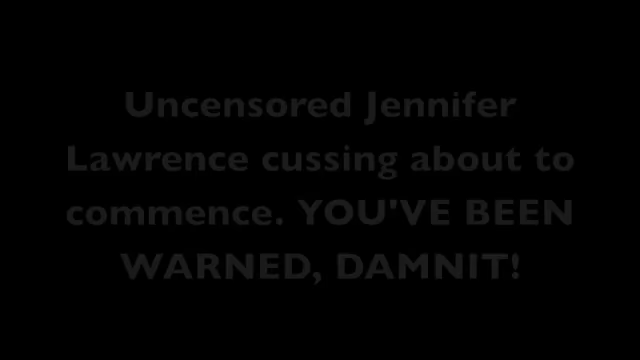 Uncensored Jennifer
Lawrence cussing about to
commence. YOU'VE BEEN
WARNED, DAMNIT!